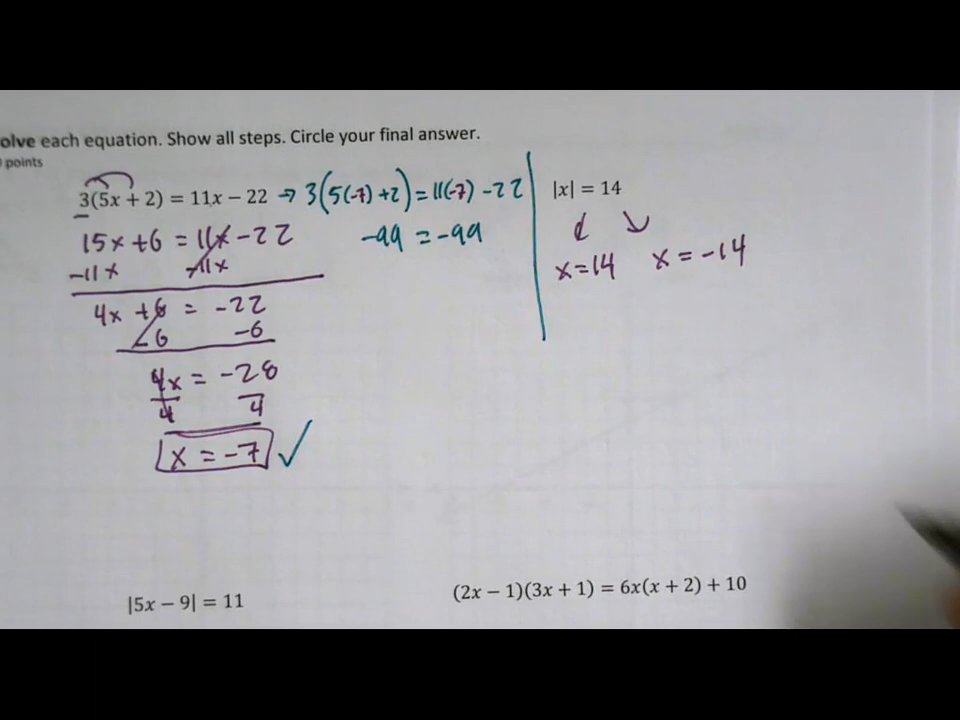 olve each equation. Show all steps. Circle your final answer.
points
3(5x + 2) = 11x − 22 → 3(5(-7) +2) = 11(-7) -22
15x +6 = 11x -22
-99 = -99
-11x -11x
4x +6 = -22
-6 -6
4x = -28
4 4
x = -7 ✓
|x| = 14
x = 14 x = -14
|5x − 9| = 11
(2x − 1)(3x + 1) = 6x(x + 2) + 10